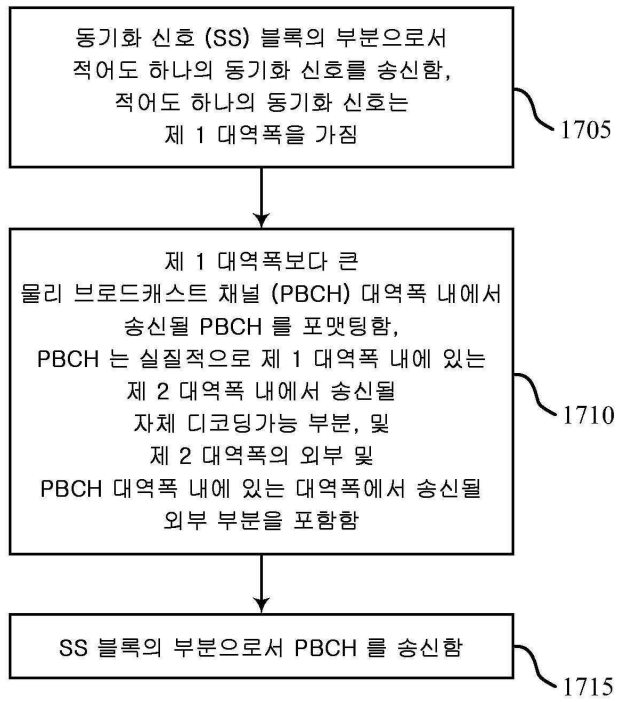 동기화 신호 (SS) 블록의 부분으로서
적어도 하나의 동기화 신호를 송신함,
적어도 하나의 동기화 신호는
제 1 대역폭을 가짐
1705
제 1 대역폭보다 큰
물리 브로드캐스트 채널 (PBCH) 대역폭 내에서
송신될 PBCH 를 포맷팅함,
PBCH 는 실질적으로 제 1 대역폭 내에 있는
제 2 대역폭 내에서 송신될
자체 디코딩가능 부분, 및
제 2 대역폭의 외부 및
PBCH 대역폭 내에 있는 대역폭에서 송신될
외부 부분을 포함함
1710
SS 블록의 부분으로서 PBCH 를 송신함
1715